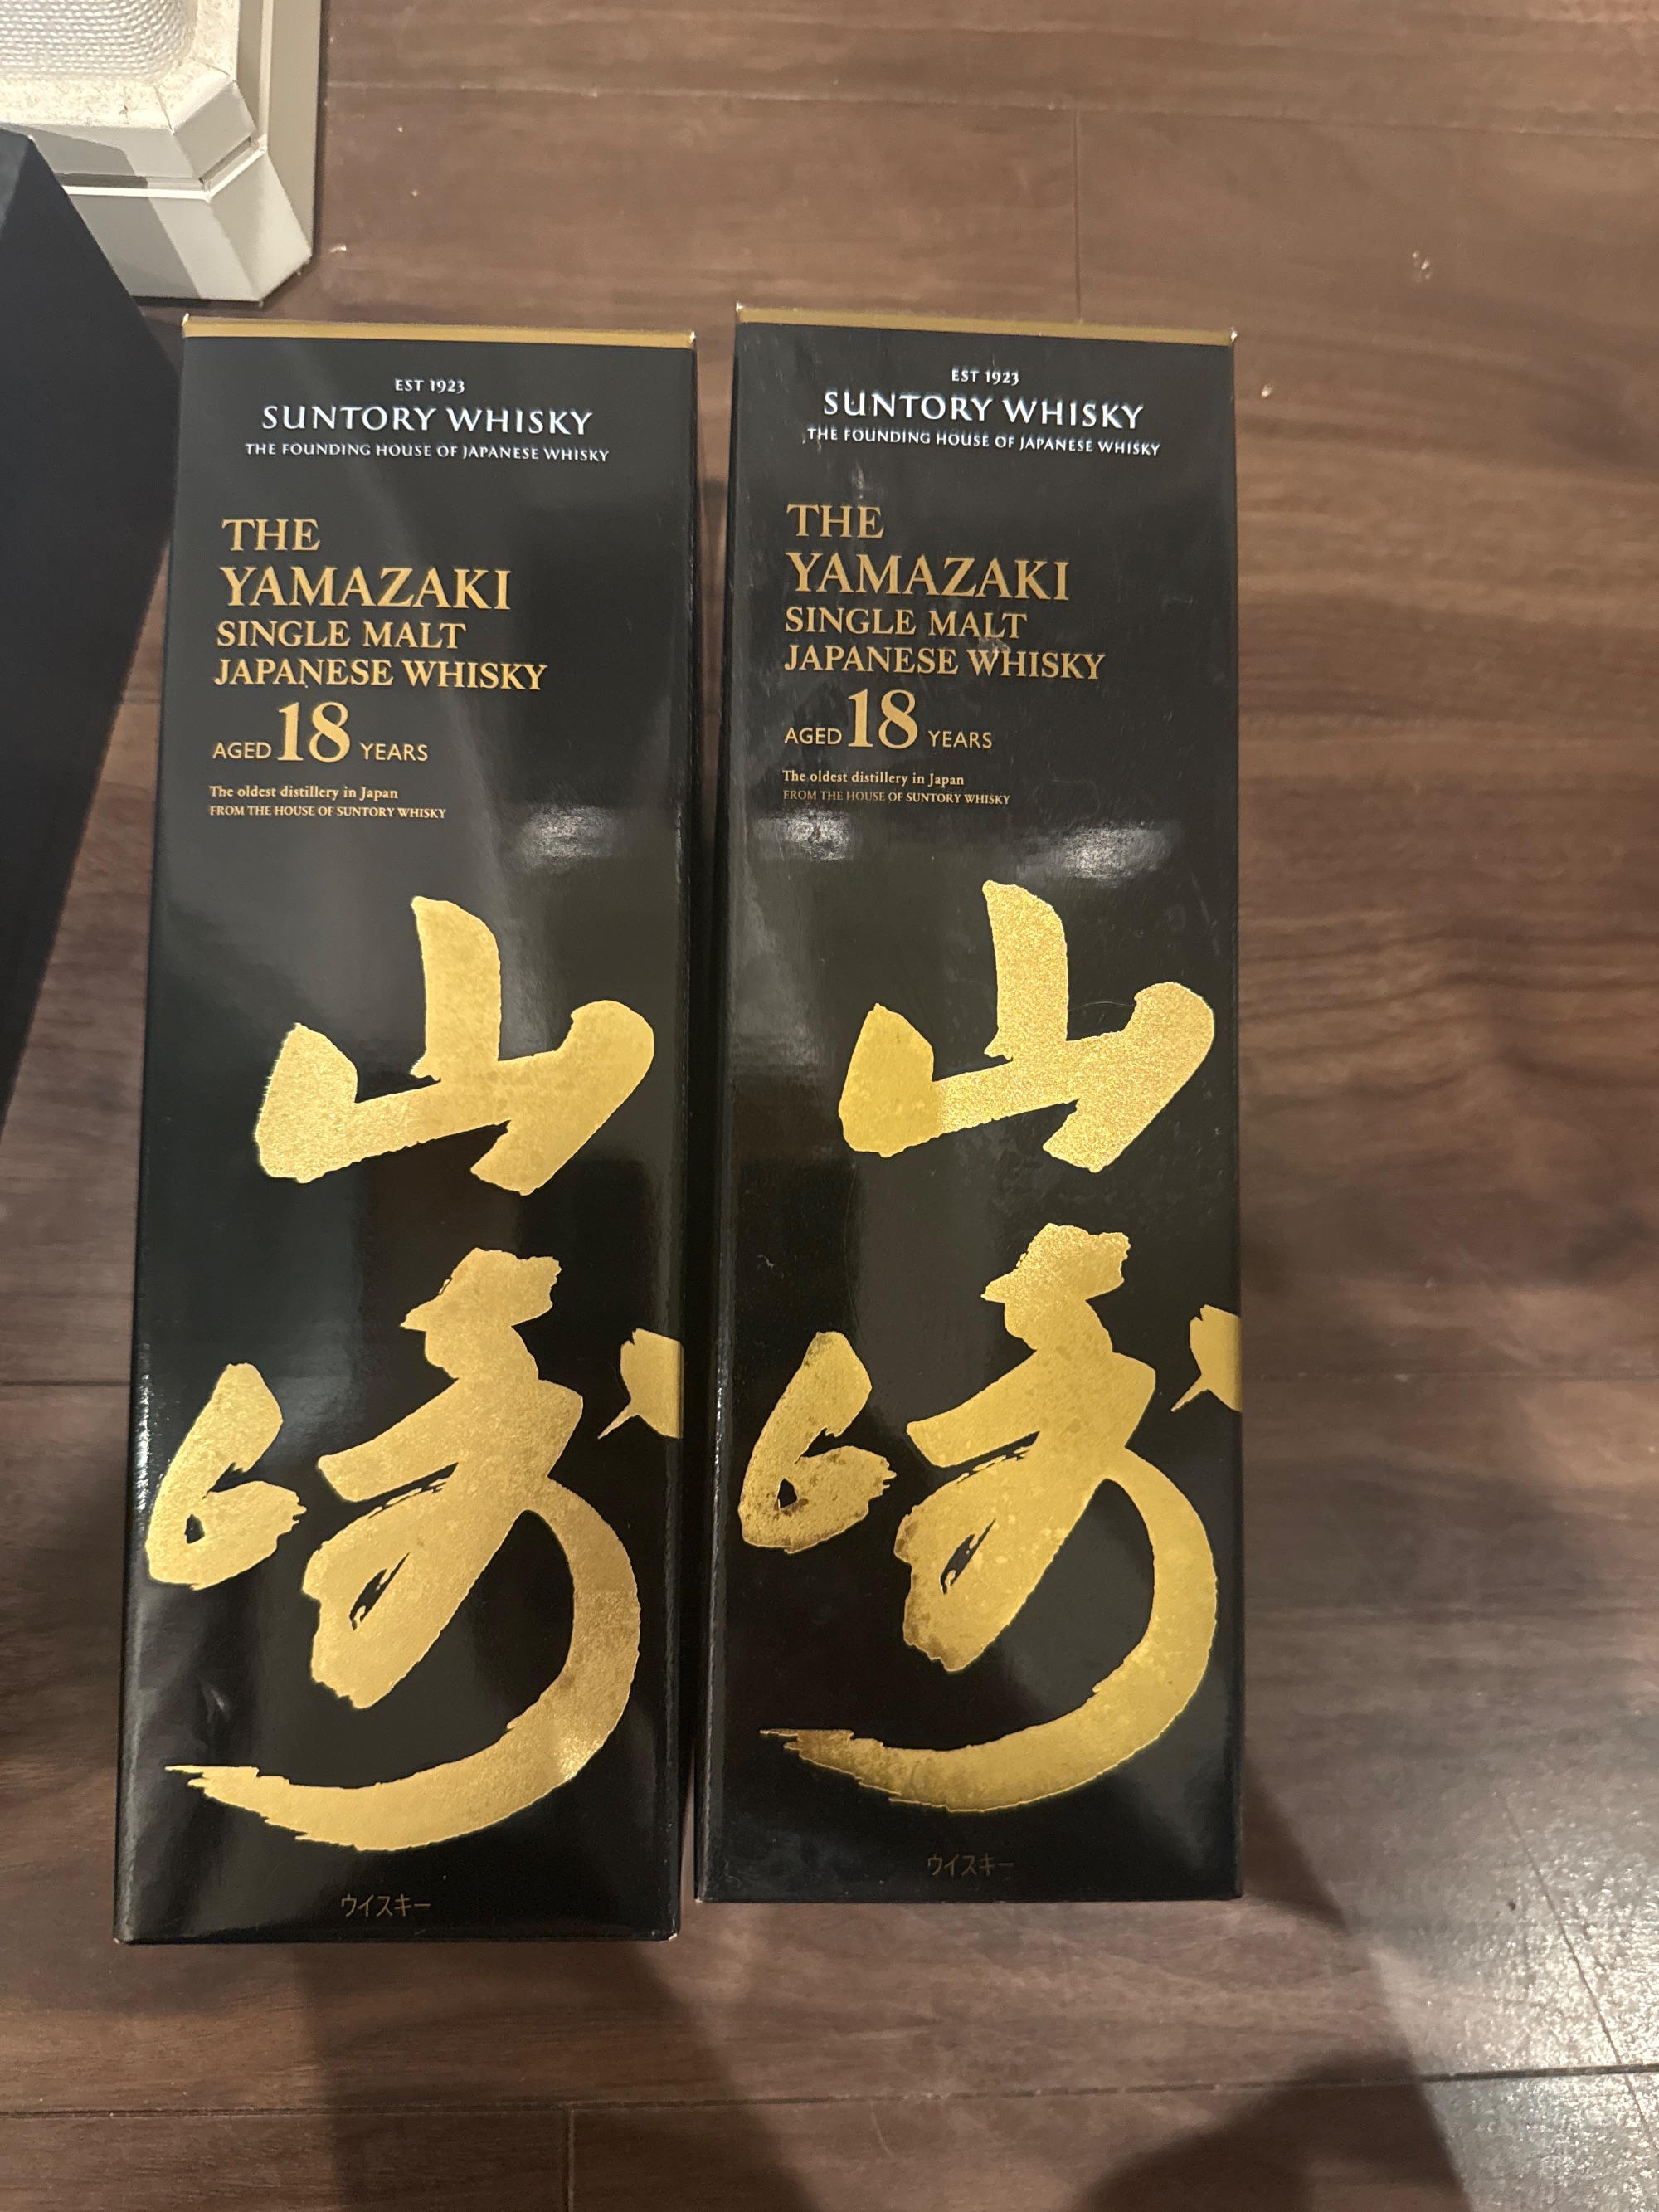 EST 1923
SUNTORY WHISKY
THE FOUNDING HOUSE OF JAPANESE WHISKY
THE
YAMAZAKI
SINGLE MALT
JAPANESE WHISKY
AGED 18 YEARS
The oldest distillery in Japan
FROM THE HOUSE OF SUNTORY WHISKY
山
崎
ウイスキー
EST 1923
SUNTORY WHISKY
THE FOUNDING HOUSE OF JAPANESE WHISKY
THE
YAMAZAKI
SINGLE MALT
JAPANESE WHISKY
AGED 18 YEARS
The oldest distillery in Japan
FROM THE HOUSE OF SUNTORY WHISKY
山
崎
ウイスキー